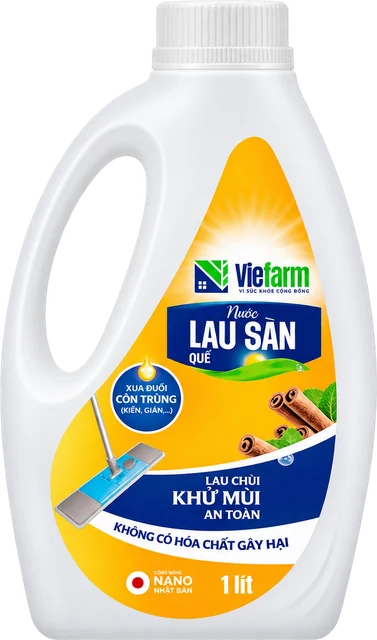 Viefarm
VÌ SỨC KHỎE CỘNG ĐỒNG
Nước
LAU SÀN
QUẾ
XUA ĐUỔI
CÔN TRÙNG
(KIẾN, GIÁN,...)
LAU CHÙI
KHỬ MÙI
AN TOÀN
KHÔNG CÓ HÓA CHẤT GÂY HẠI
CÔNG NGHỆ
NANO
NHẬT BẢN
1 lít